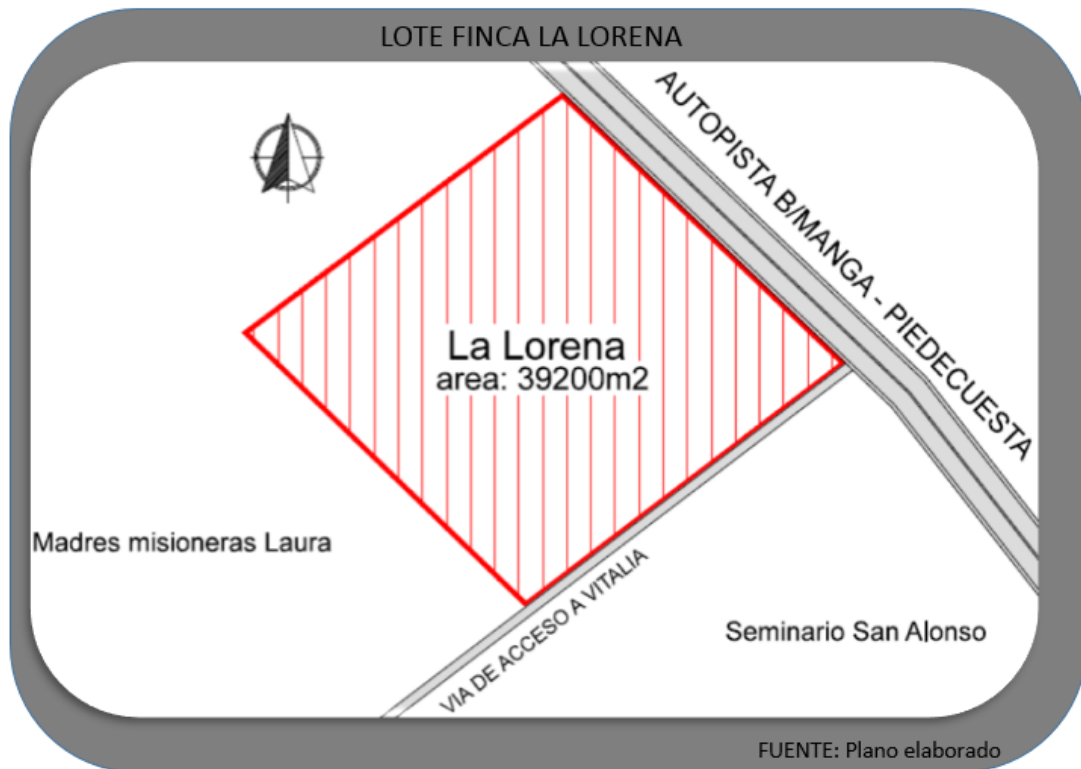 LOTE FINCA LA LORENA
AUTOPISTA B/MANGA - PIEDECUESTA
La Lorena
area: 39200m2
Madres misioneras Laura
VIA DE ACCESO A VITALIA
Seminario San Alonso
FUENTE: Plano elaborado